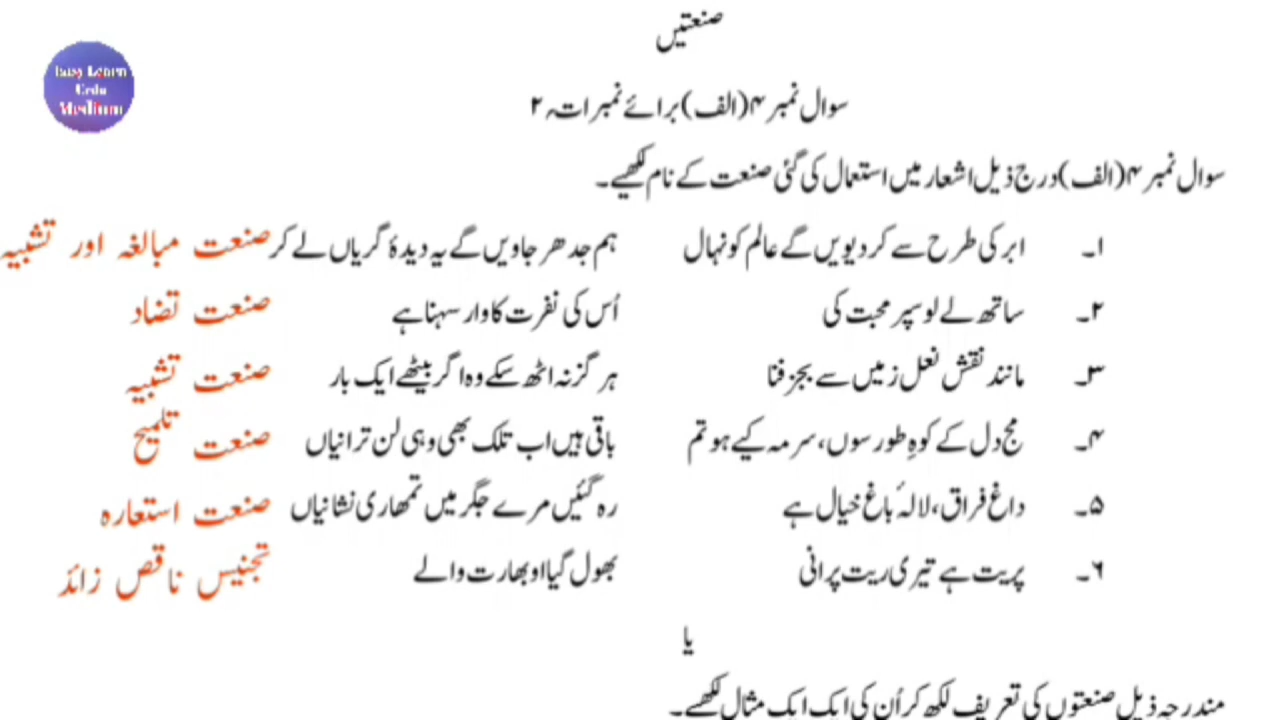 صنعتیں
Easy Learn
Urdu
Medium
سوال نمبر ۴(الف) برائے نمبرات ۲
سوال نمبر ۴(الف) درج ذیل اشعار میں استعمال کی گئی صنعت کے نام لکھیے۔
۱۔ ابر کی طرح سے کر دیویں گے عالم کو نہال ہم جدھر جاویں گے یہ دیدۂ گریاں لے کر صنعت مبالغہ اور تشبیہ
۲۔ ساتھ لے لو سپر محبت کی اُس کی نفرت کا وار سہنا ہے صنعت تضاد
۳۔ مانند نقش نعل زمیں سے بجز فنا ہر گز نہ اٹھ سکے وہ اگر بیٹھے ایک بار صنعت تشبیہ
۴۔ مج دل کے کوہِ طور سوں، سرمہ کیے ہو تم باقی ہیں اب تلک بھی وہی لن ترانیاں صنعت تلمیح
۵۔ داغ فراق، لالۂ باغ خیال ہے رہ گئیں مرے جگر میں تمھاری نشانیاں صنعت استعارہ
۶۔ پریت ہے تیری ریت پرانی بھول گیا او بھارت والے تجنیس ناقص زائد
یا
مندرجہ ذیل صنعتوں کی تعریف لکھ کر اُن کی ایک ایک مثال لکھے۔